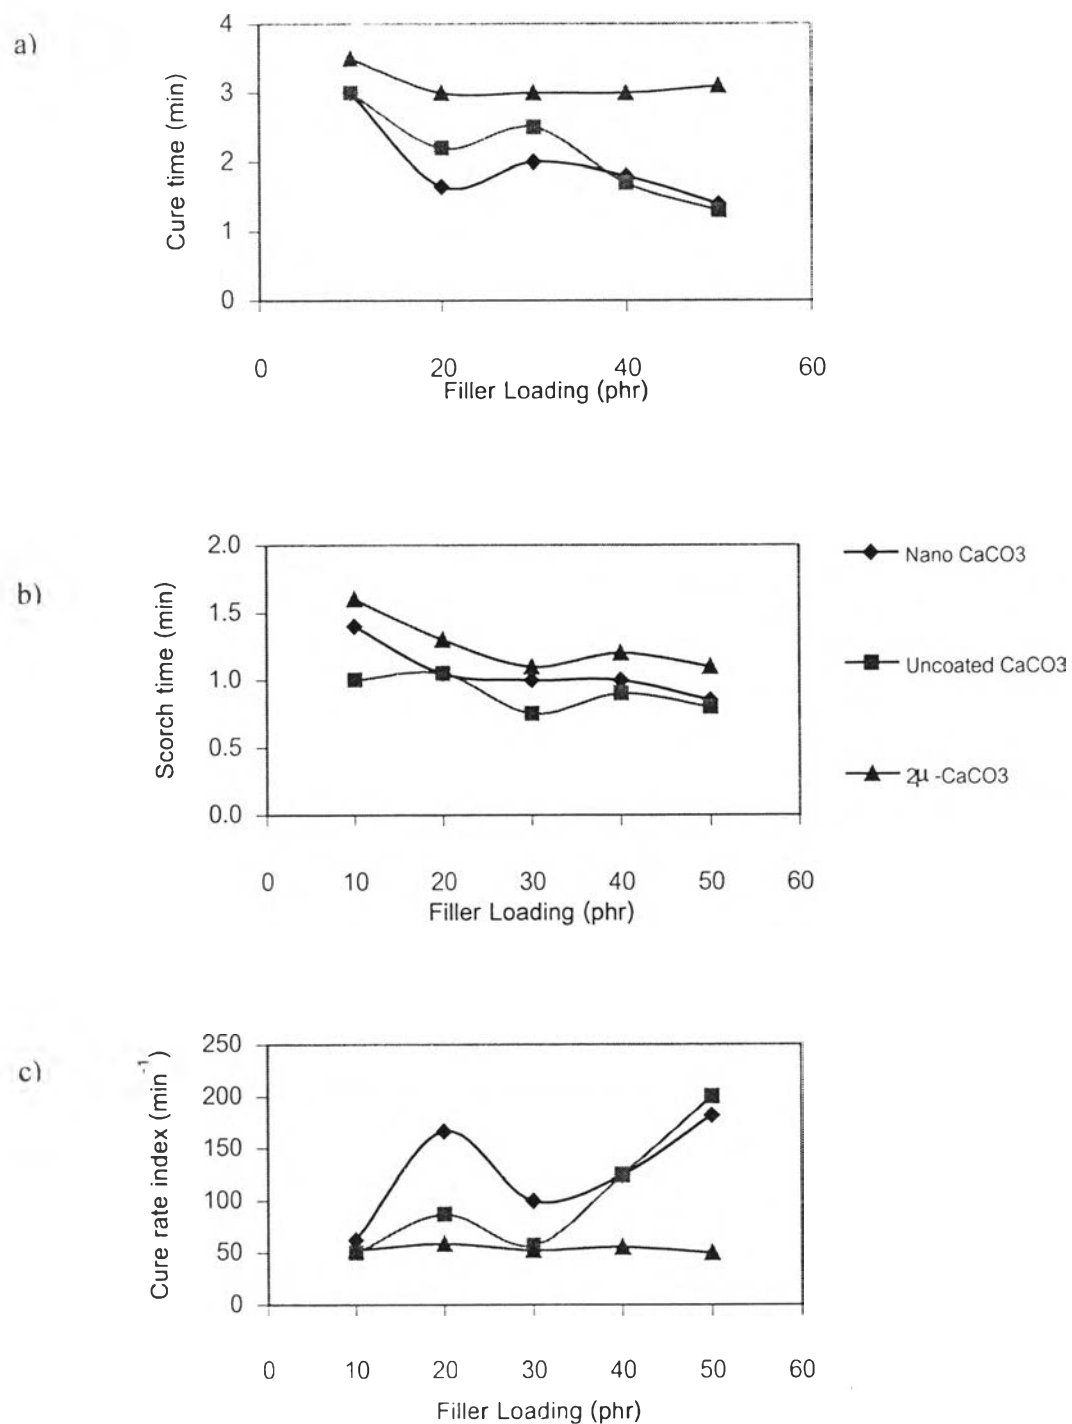 a)
4
3
2
1
0
Cure time (min)
0 20 40 60
Filler Loading (phr)
b)
2.0
1.5
1.0
0.5
0.0
Scorch time (min)
0 10 20 30 40 50 60
Filler Loading (phr)
Nano CaCO3
Uncoated CaCO3
2μ -CaCO3
c)
250
200
150
100
50
0
Cure rate index (min⁻¹)
0 10 20 30 40 50 60
Filler Loading (phr)